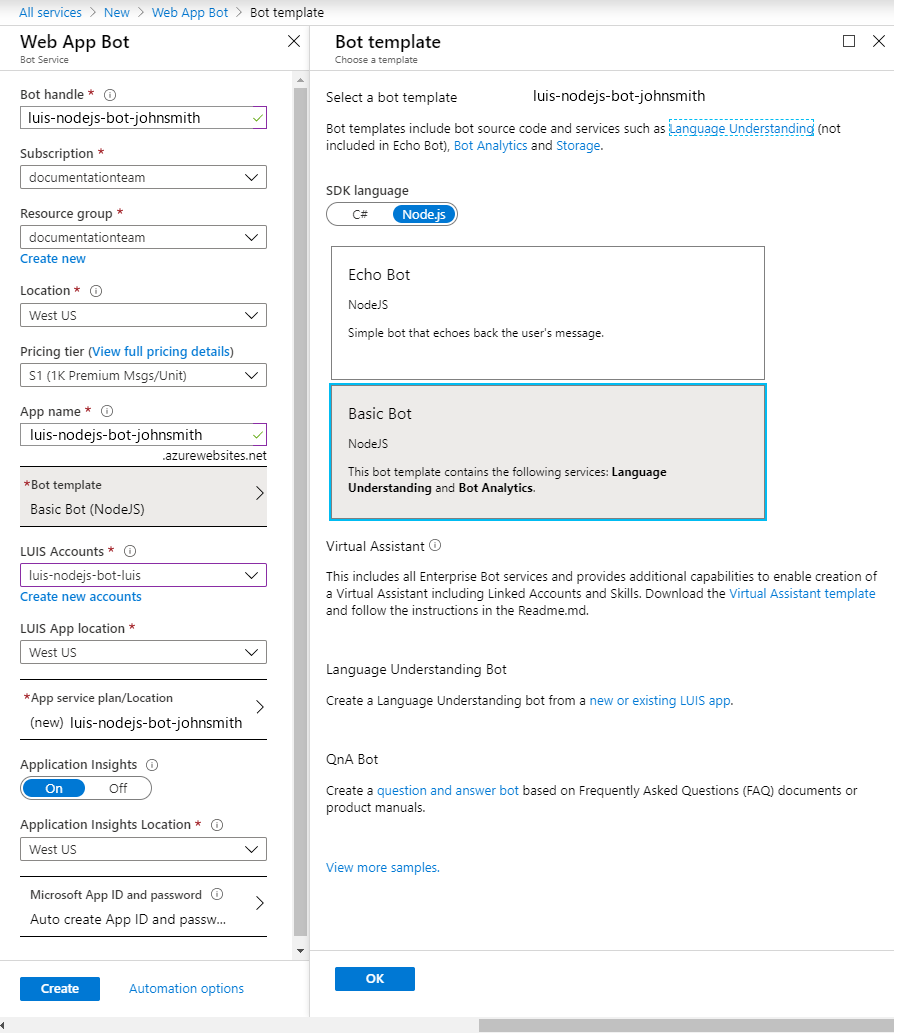 All services > New > Web App Bot > Bot template
Web App Bot
Bot Service
Bot handle *
luis-nodejs-bot-johnsmith
Subscription *
documentationteam
Resource group *
documentationteam
Create new
Location *
West US
Pricing tier (View full pricing details)
S1 (1K Premium Msgs/Unit)
App name *
luis-nodejs-bot-johnsmith
.azurewebsites.net
*Bot template
Basic Bot (NodeJS)
LUIS Accounts *
luis-nodejs-bot-luis
Create new accounts
LUIS App location *
West US
*App service plan/Location
(new) luis-nodejs-bot-johnsmith
Application Insights
On Off
Application Insights Location *
West US
Microsoft App ID and password
Auto create App ID and passw...
Create Automation options
Bot template
Choose a template
Select a bot template luis-nodejs-bot-johnsmith
Bot templates include bot source code and services such as Language Understanding (not
included in Echo Bot), Bot Analytics and Storage.
SDK language
C# Node.js
Echo Bot
NodeJS
Simple bot that echoes back the user's message.
Basic Bot
NodeJS
This bot template contains the following services: Language
Understanding and Bot Analytics.
Virtual Assistant
This includes all Enterprise Bot services and provides additional capabilities to enable creation of
a Virtual Assistant including Linked Accounts and Skills. Download the Virtual Assistant template
and follow the instructions in the Readme.md.
Language Understanding Bot
Create a Language Understanding bot from a new or existing LUIS app.
QnA Bot
Create a question and answer bot based on Frequently Asked Questions (FAQ) documents or
product manuals.
View more samples.
OK